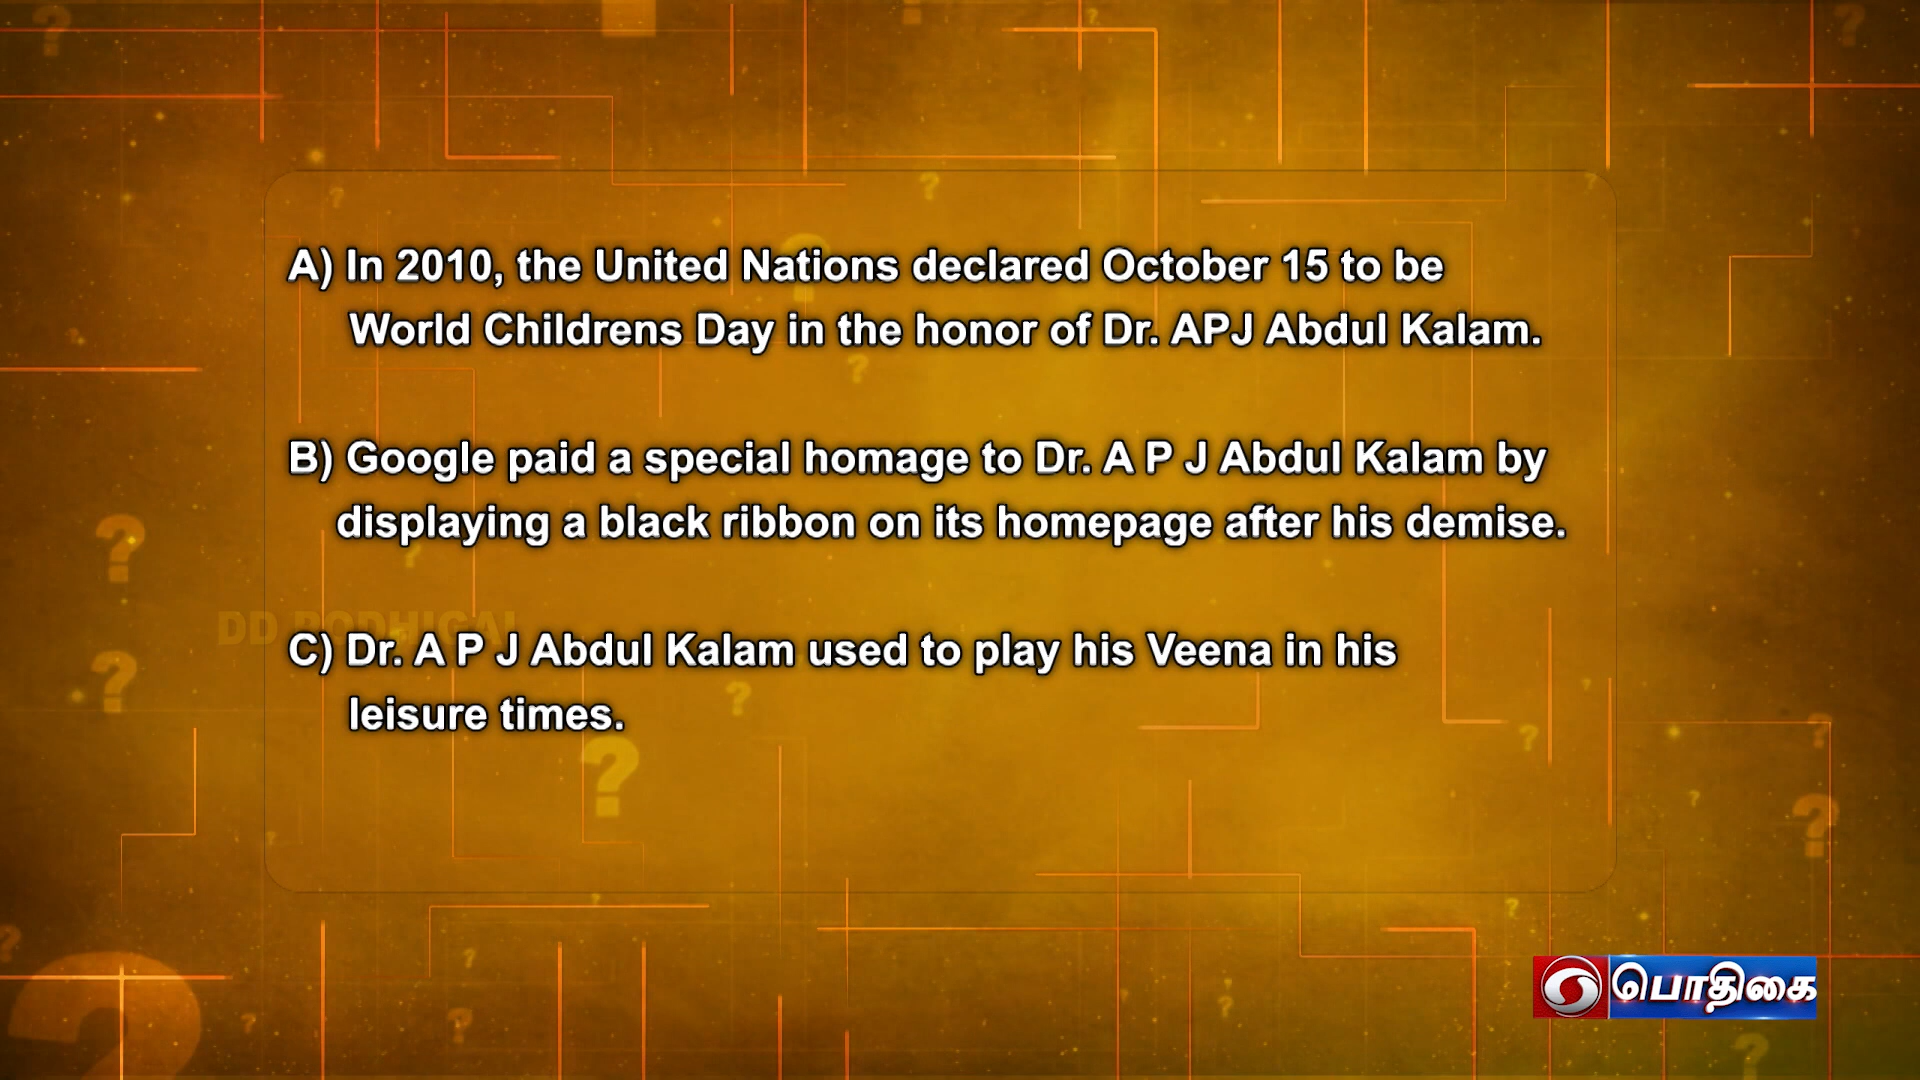 A) In 2010, the United Nations declared October 15 to be
World Childrens Day in the honor of Dr. APJ Abdul Kalam.
B) Google paid a special homage to Dr. A P J Abdul Kalam by
displaying a black ribbon on its homepage after his demise.
DD PODHIGAI
C) Dr. A P J Abdul Kalam used to play his Veena in his
leisure times.
பொதிகை